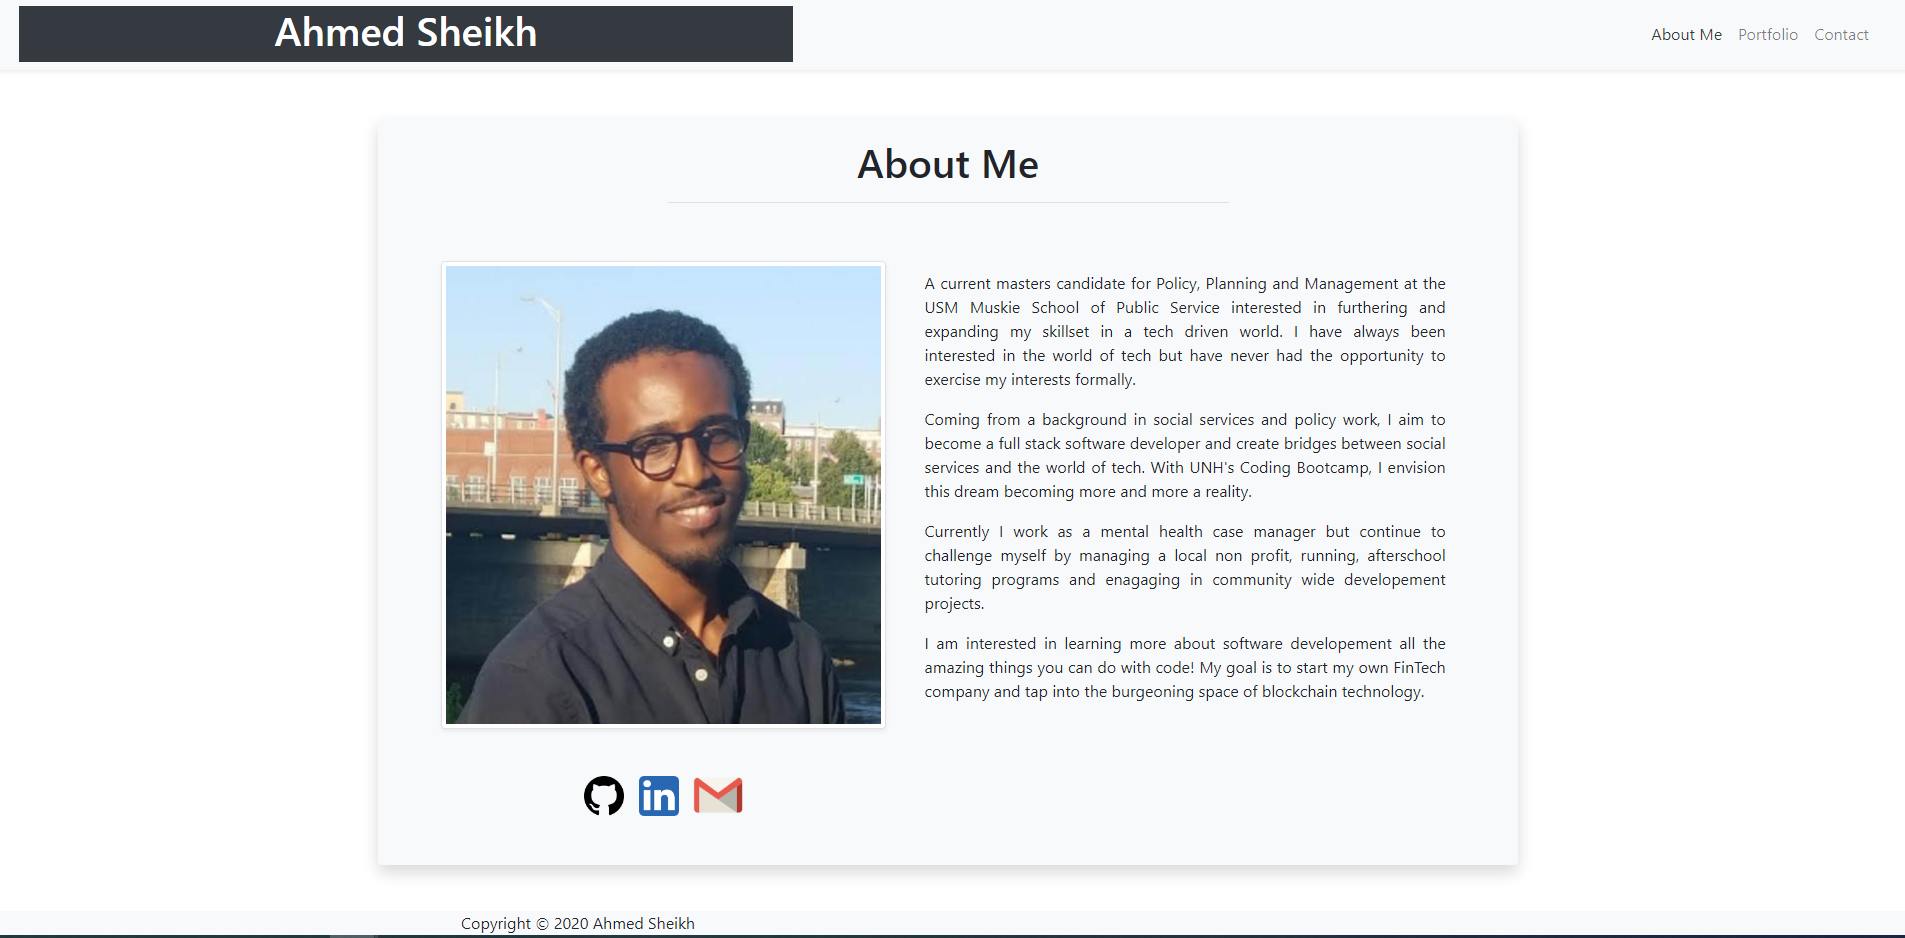 Ahmed Sheikh
About Me Portfolio Contact
About Me
A current masters candidate for Policy, Planning and Management at the
USM Muskie School of Public Service interested in furthering and
expanding my skillset in a tech driven world. I have always been
interested in the world of tech but have never had the opportunity to
exercise my interests formally.
Coming from a background in social services and policy work, I aim to
become a full stack software developer and create bridges between social
services and the world of tech. With UNH's Coding Bootcamp, I envision
this dream becoming more and more a reality.
Currently I work as a mental health case manager but continue to
challenge myself by managing a local non profit, running, afterschool
tutoring programs and enagaging in community wide developement
projects.
I am interested in learning more about software developement all the
amazing things you can do with code! My goal is to start my own FinTech
company and tap into the burgeoning space of blockchain technology.
in
Copyright © 2020 Ahmed Sheikh